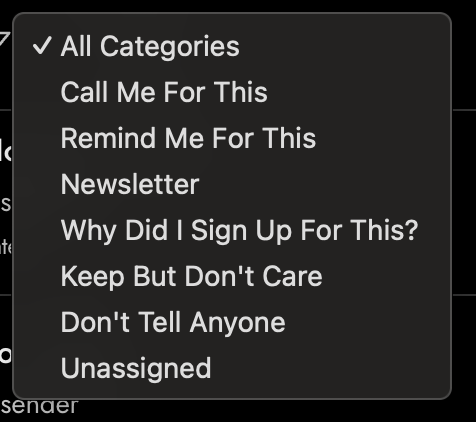 All Categories
Call Me For This
Remind Me For This
Newsletter
Why Did I Sign Up For This?
Keep But Don't Care
Don't Tell Anyone
Unassigned
sender